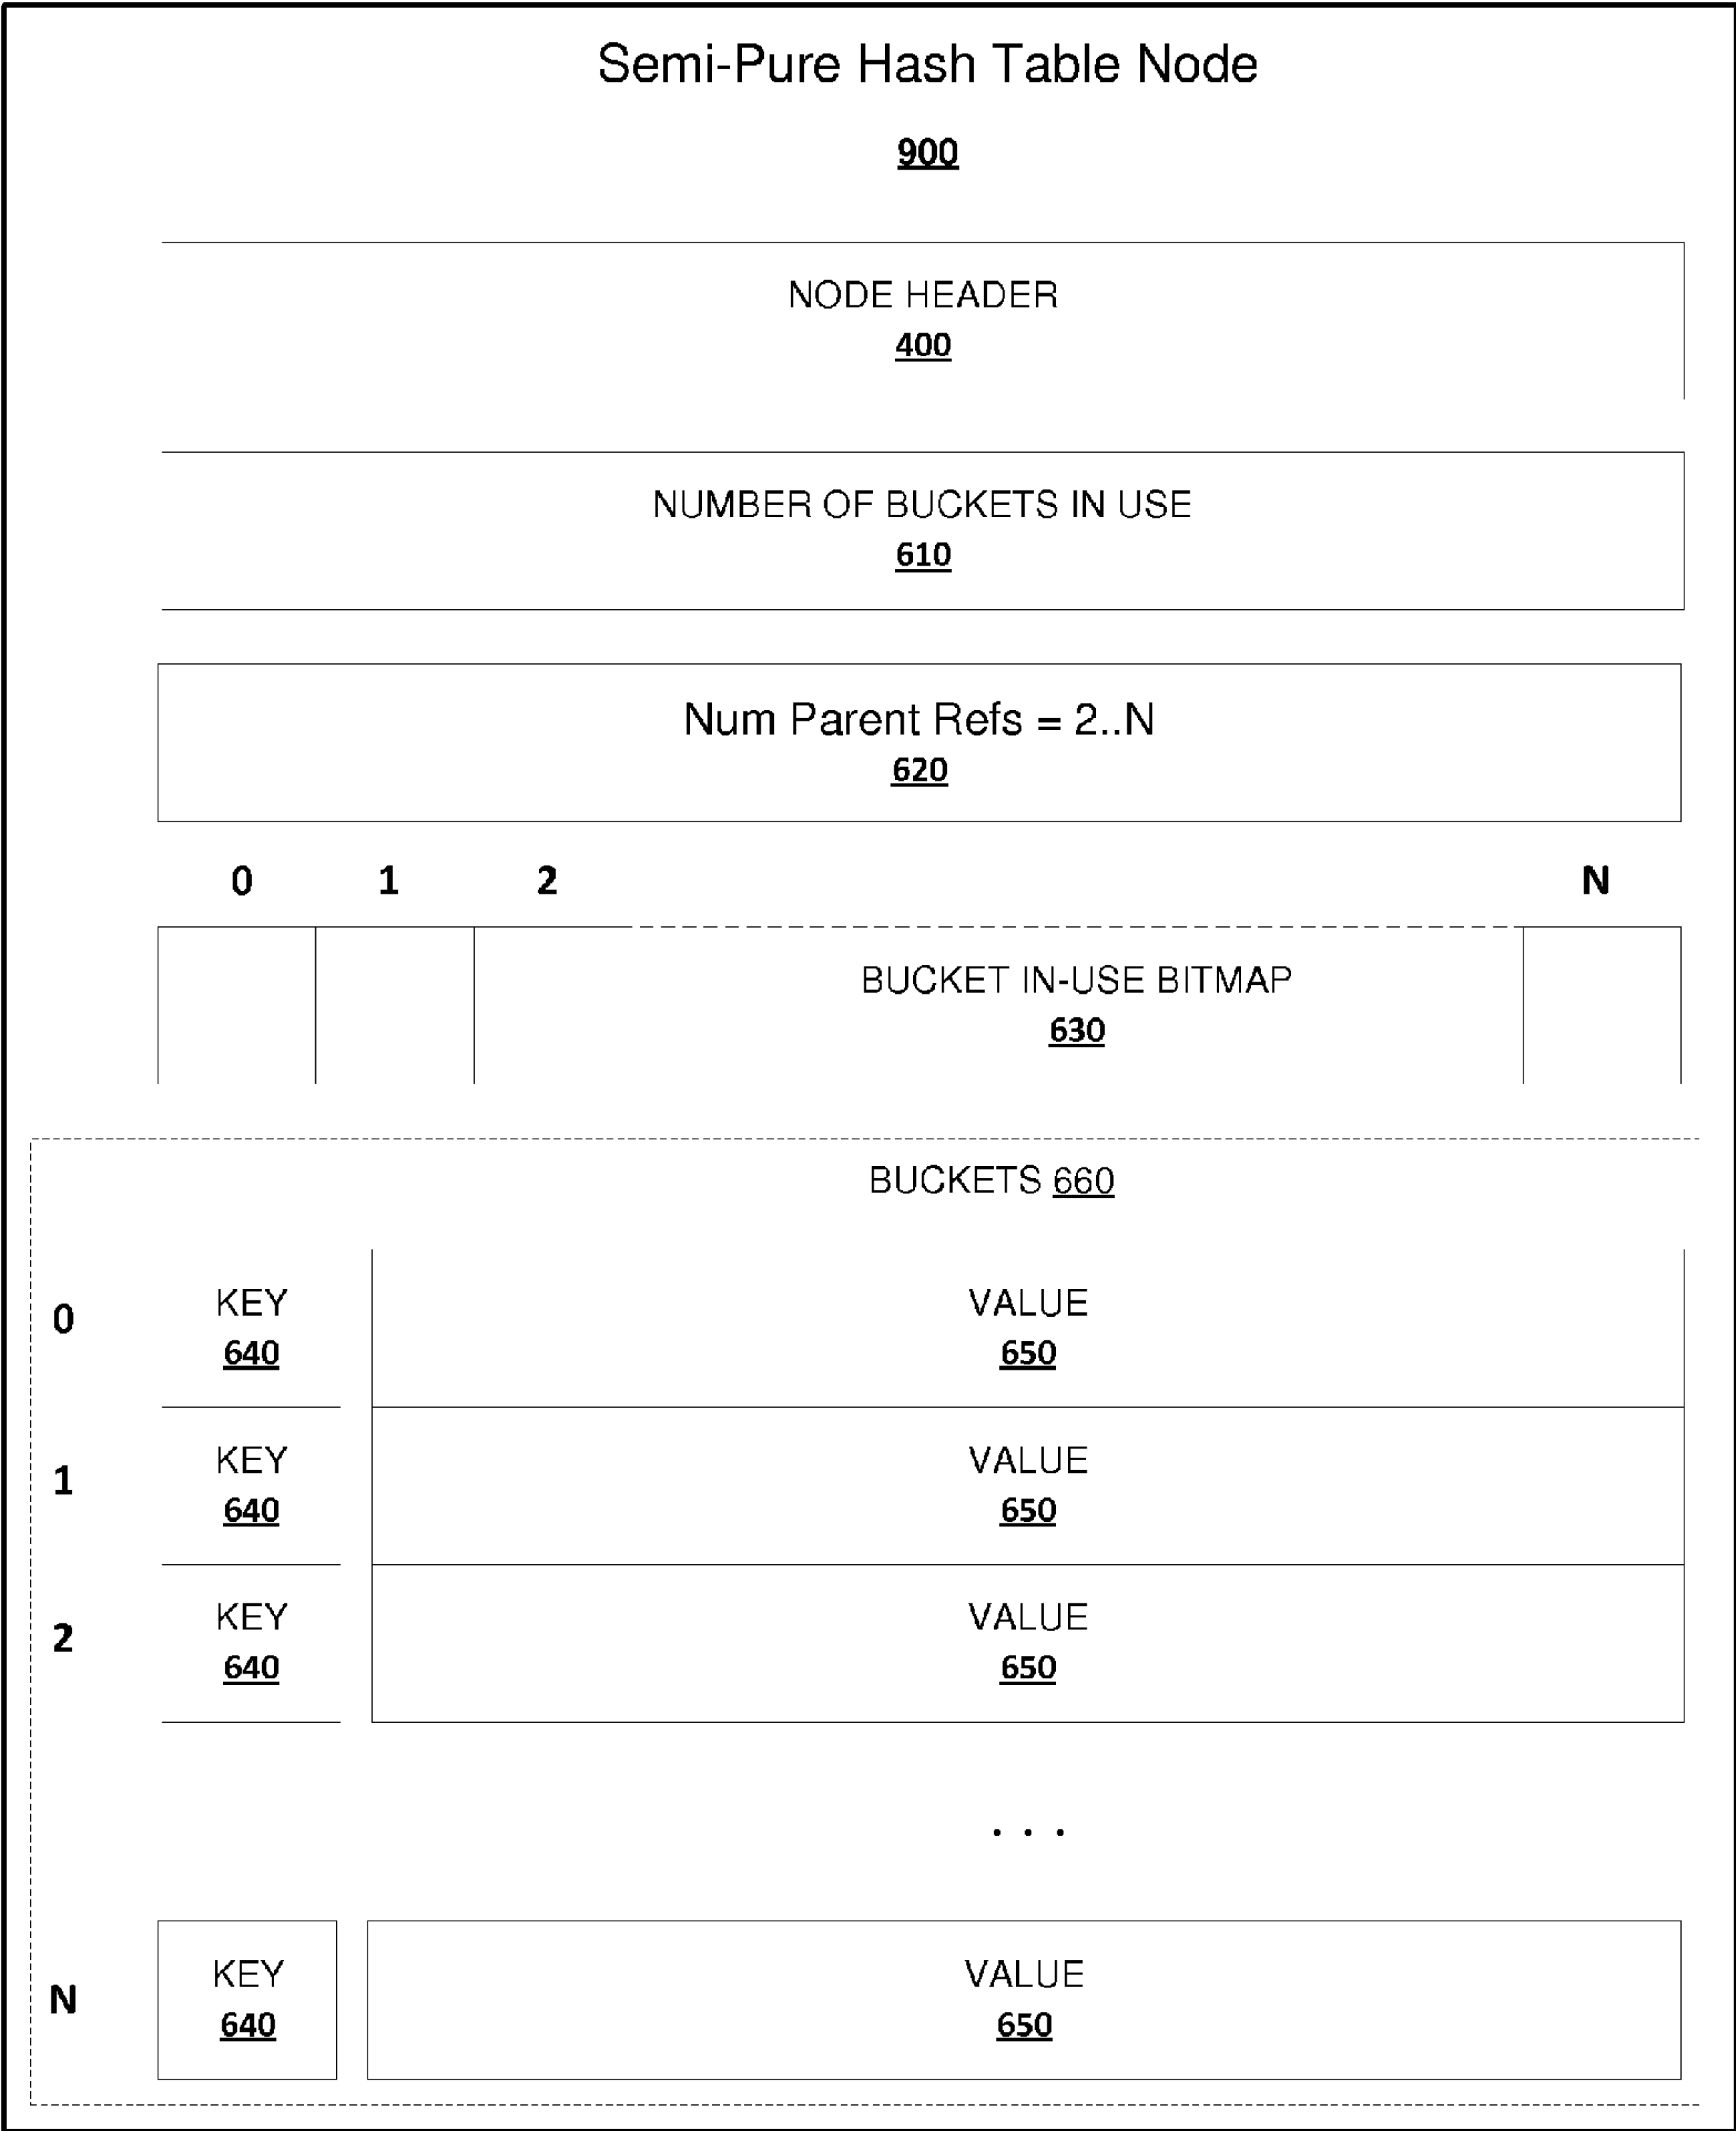 Semi-Pure Hash Table Node
900
NODE HEADER
400
NUMBER OF BUCKETS IN USE
610
Num Parent Refs = 2..N
620
0 1 2 N
BUCKET IN-USE BITMAP
630
BUCKETS 660
0 KEY VALUE
640 650
1 KEY VALUE
640 650
2 KEY VALUE
640 650
. . .
N KEY VALUE
640 650